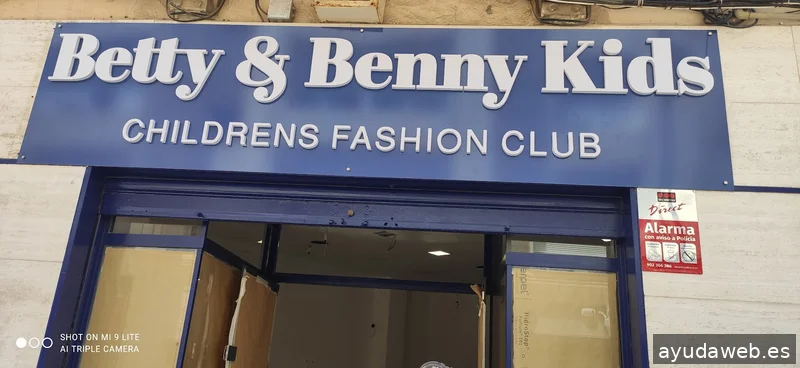 Betty & Benny Kids
CHILDRENS FASHION CLUB
Direct
Alarma
con aviso a Policía
SHOT ON MI 9 LITE
AI TRIPLE CAMERA
ayudaweb.es